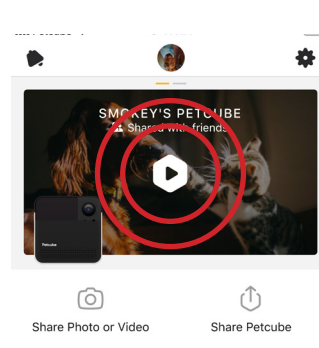 SMOKEY'S PETCUBE
Shared with friends
Petcube
Share Photo or Video
Share Petcube